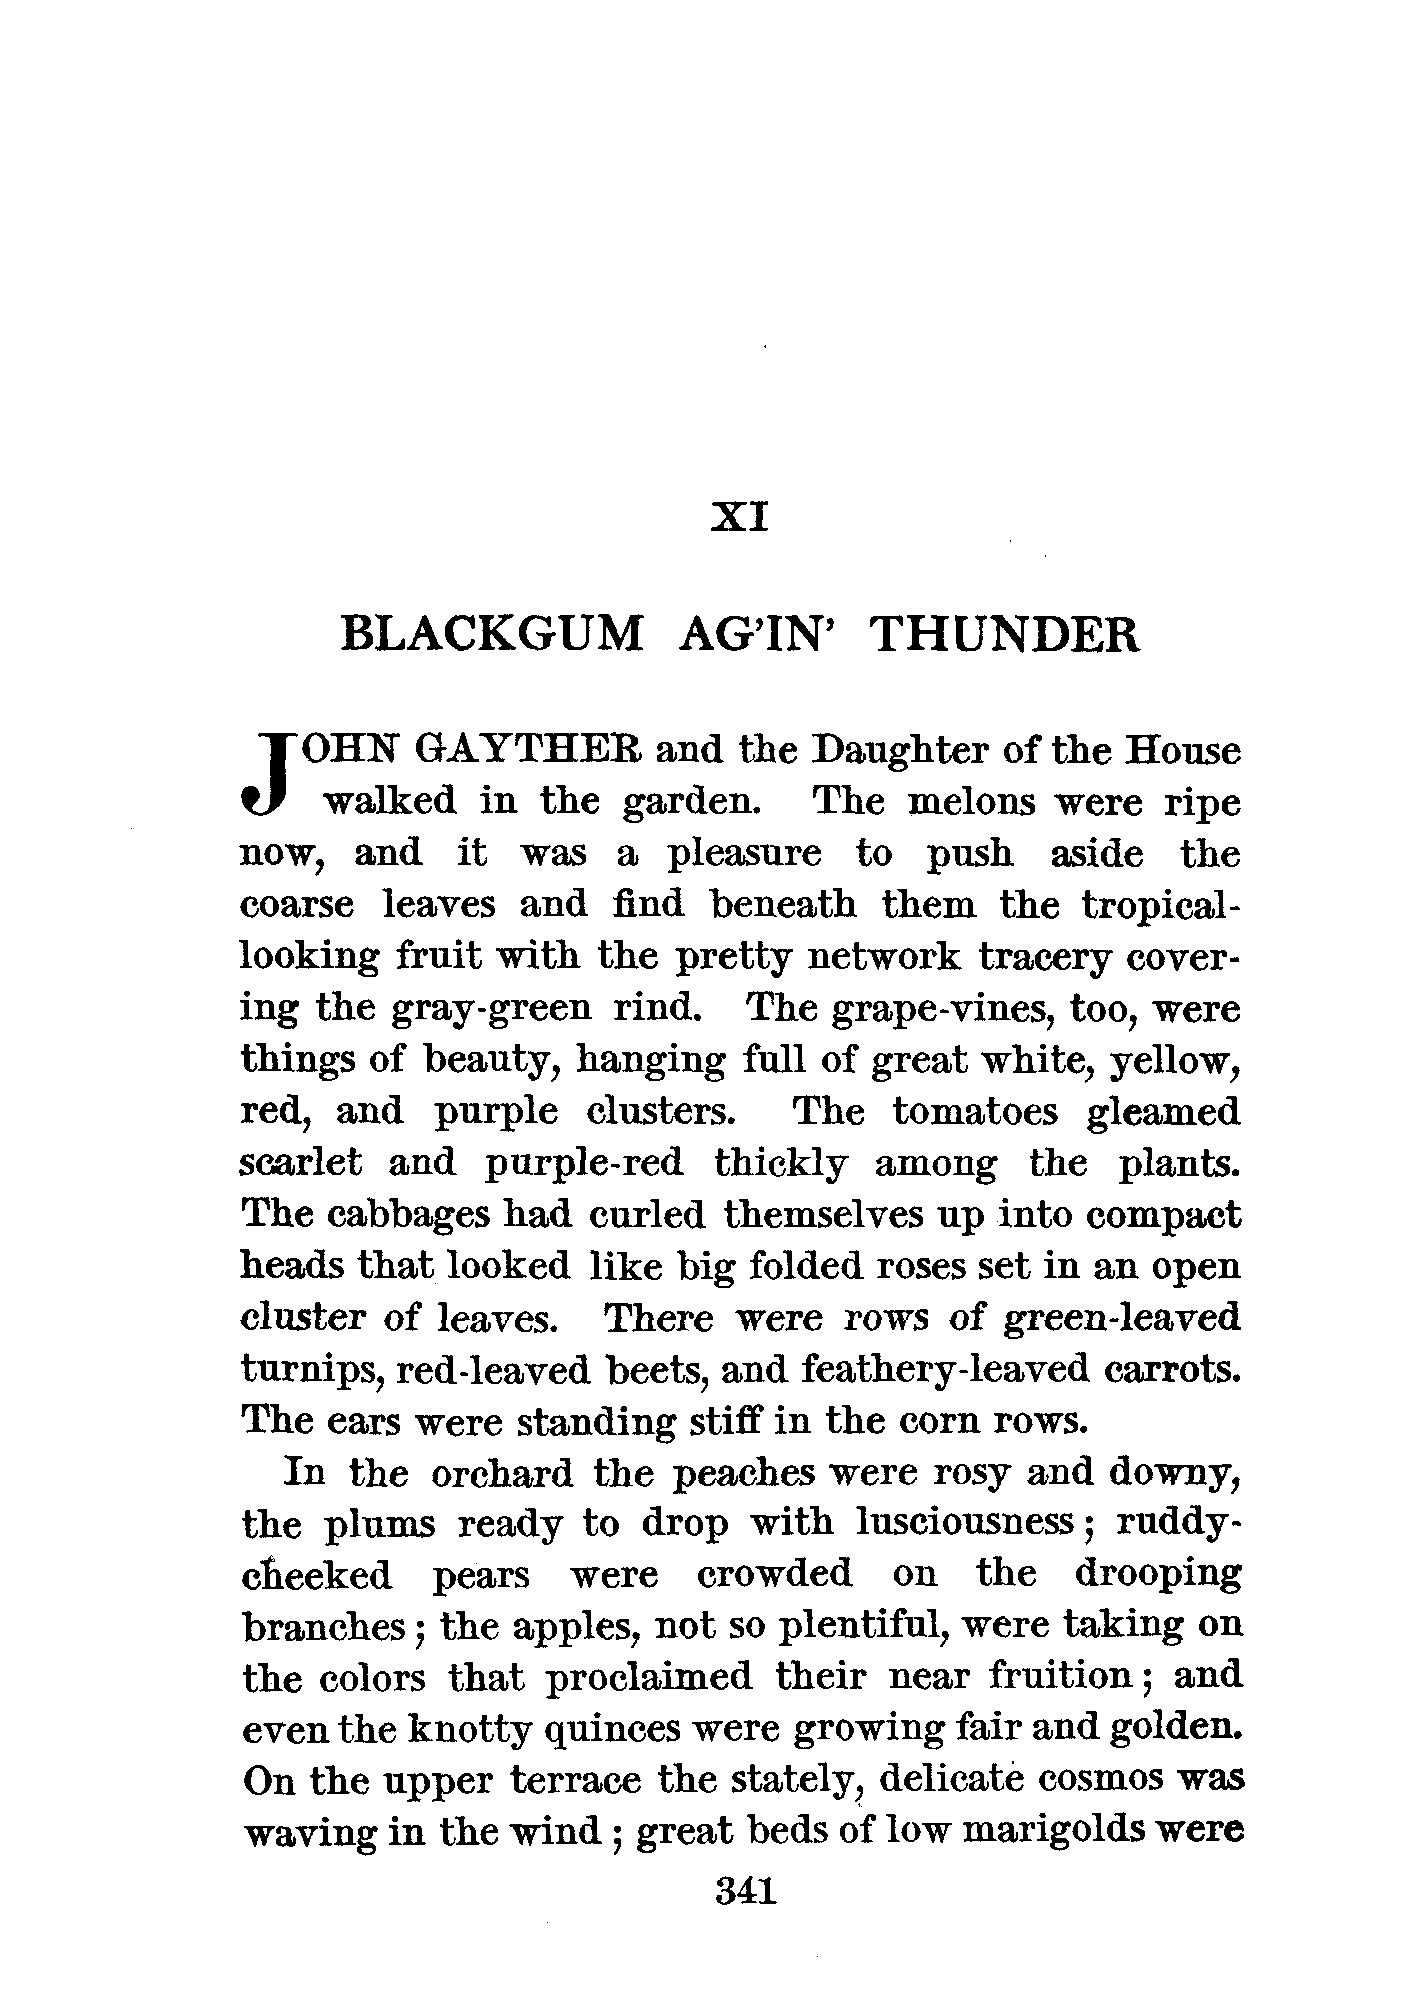 XI
BLACKGUM AG'IN' THUNDER
JOHN GAYTHER and the Daughter of the House
walked in the garden. The melons were ripe
now, and it was a pleasure to push aside the
coarse leaves and find beneath them the tropical-
looking fruit with the pretty network tracery cover-
ing the gray-green rind. The grape-vines, too, were
things of beauty, hanging full of great white, yellow,
red, and purple clusters. The tomatoes gleamed
scarlet and purple-red thickly among the plants.
The cabbages had curled themselves up into compact
heads that looked like big folded roses set in an open
cluster of leaves. There were rows of green-leaved
turnips, red-leaved beets, and feathery-leaved carrots.
The ears were standing stiff in the corn rows.
In the orchard the peaches were rosy and downy,
the plums ready to drop with lusciousness; ruddy-
cheeked pears were crowded on the drooping
branches; the apples, not so plentiful, were taking on
the colors that proclaimed their near fruition; and
even the knotty quinces were growing fair and golden.
On the upper terrace the stately, delicate cosmos was
waving in the wind; great beds of low marigolds were
341